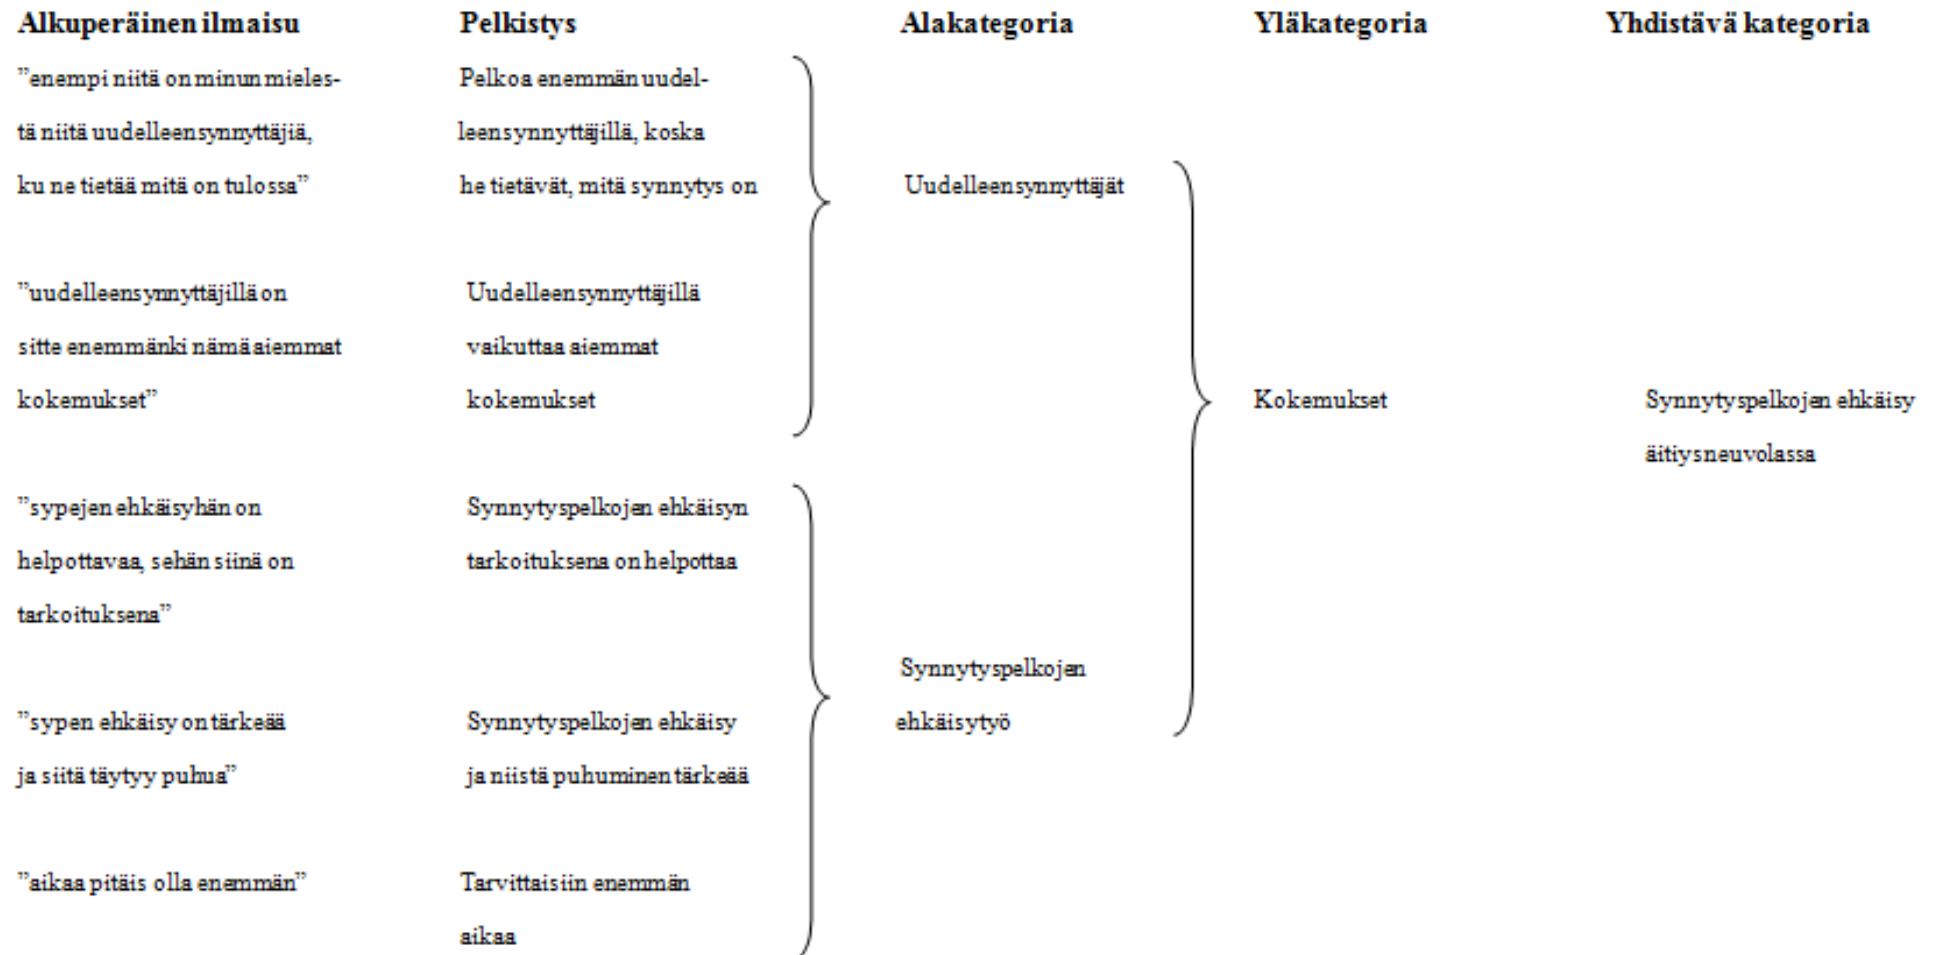 Alkuperäinen ilmaisu Pelkistys Alakategoria Yläkategoria Yhdistävä kategoria
”enempi niitä on minun mieles-
tä niitä uudelleensynnyttäjiä,
ku ne tietää mitä on tulossa”
Pelkoa enemmän uudel-
leensynnyttäjillä, koska
he tietävät, mitä synnytys on
”uudelleensynnyttäjillä on
sitte enemmänki nämä aiemmat
kokemukset”
Uudelleensynnyttäjillä
vaikuttaa aiemmat
kokemukset
Uudelleensynnyttäjät
”sypejen ehkäisyhän on
helpottavaa, sehän siinä on
tarkoituksena”
Synnytyspelkojen ehkäisyn
tarkoituksena on helpottaa
”sypen ehkäisy on tärkeää
ja siitä täytyy puhua”
Synnytyspelkojen ehkäisy
ja niistä puhuminen tärkeää
”aikaa pitäis olla enemmän”
Tarvittaisiin enemmän
aikaa
Synnytyspelkojen
ehkäisytyö
Kokemukset
Synnytyspelkojen ehkäisy
äitiysneuvolassa